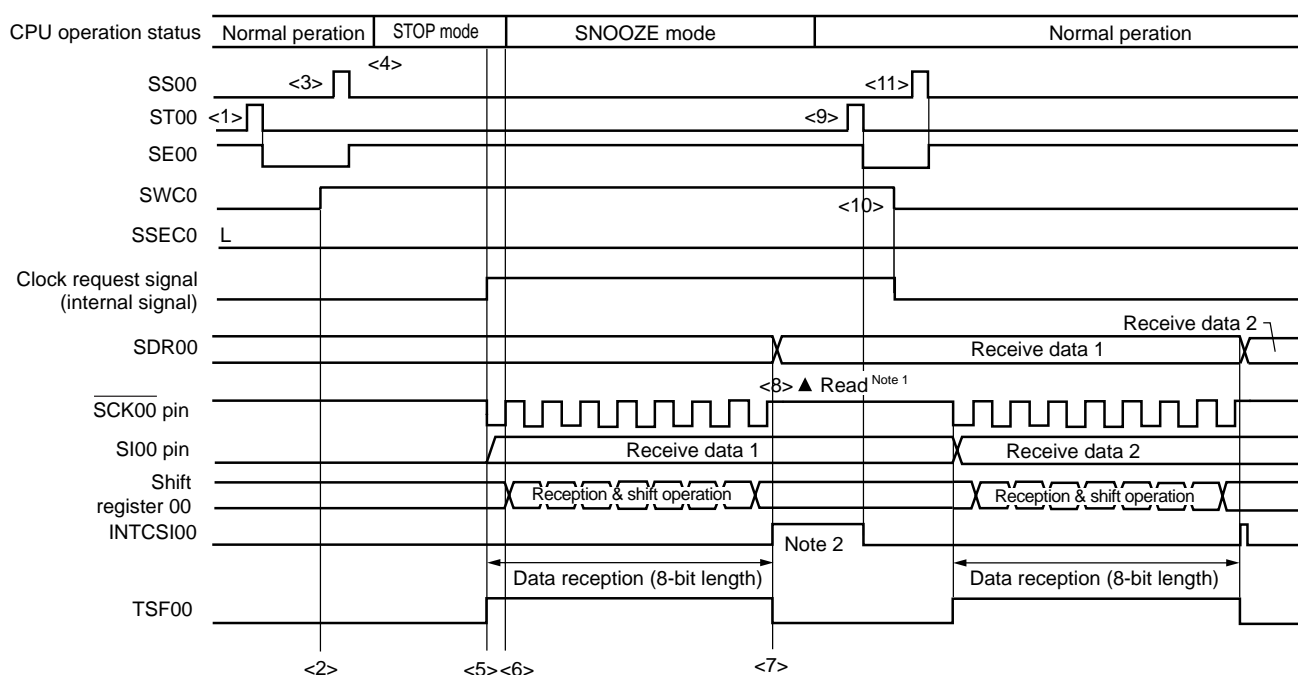 CPU operation status Normal peration STOP mode SNOOZE mode Normal peration
<4>
SS00 <3> <11>
ST00 <1> <9>
SE00
SWC0
<10>
SSEC0 L
Clock request signal
(internal signal)
Receive data 2
SDR00 Receive data 1
<8> ▲ Read Note 1
SCK00 pin
SI00 pin Receive data 1 Receive data 2
Shift
register 00 Reception & shift operation Reception & shift operation
INTCSI00 Note 2
Data reception (8-bit length) Data reception (8-bit length)
TSF00
<2> <5> <6> <7>